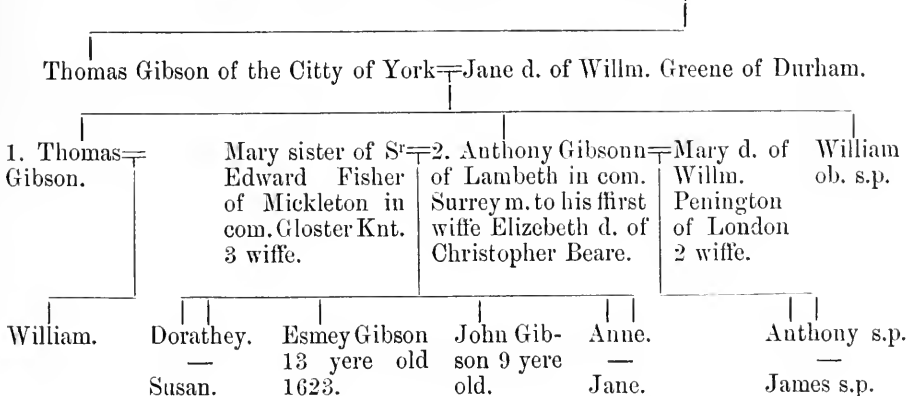 Thomas Gibson of the Citty of York=Jane d. of Willm. Greene of Durham.
1. Thomas=
Gibson.
Mary sister of Sr=
Edward Fisher
of Mickleton in
com. Gloster Knt.
3 wiffe.
2. Anthony Gibsonn=
of Lambeth in com.
Surrey m. to his ffirst
wiffe Elizebeth d. of
Christopher Beare.
Mary d. of
Willm.
Penington
of London
2 wiffe.
William
ob. s.p.
William.
Dorathey.
—
Susan.
Esmey Gibson
13 yere old
1623.
John Gib-
son 9 yere
old.
Anne.
—
Jane.
Anthony s.p.
—
James s.p.